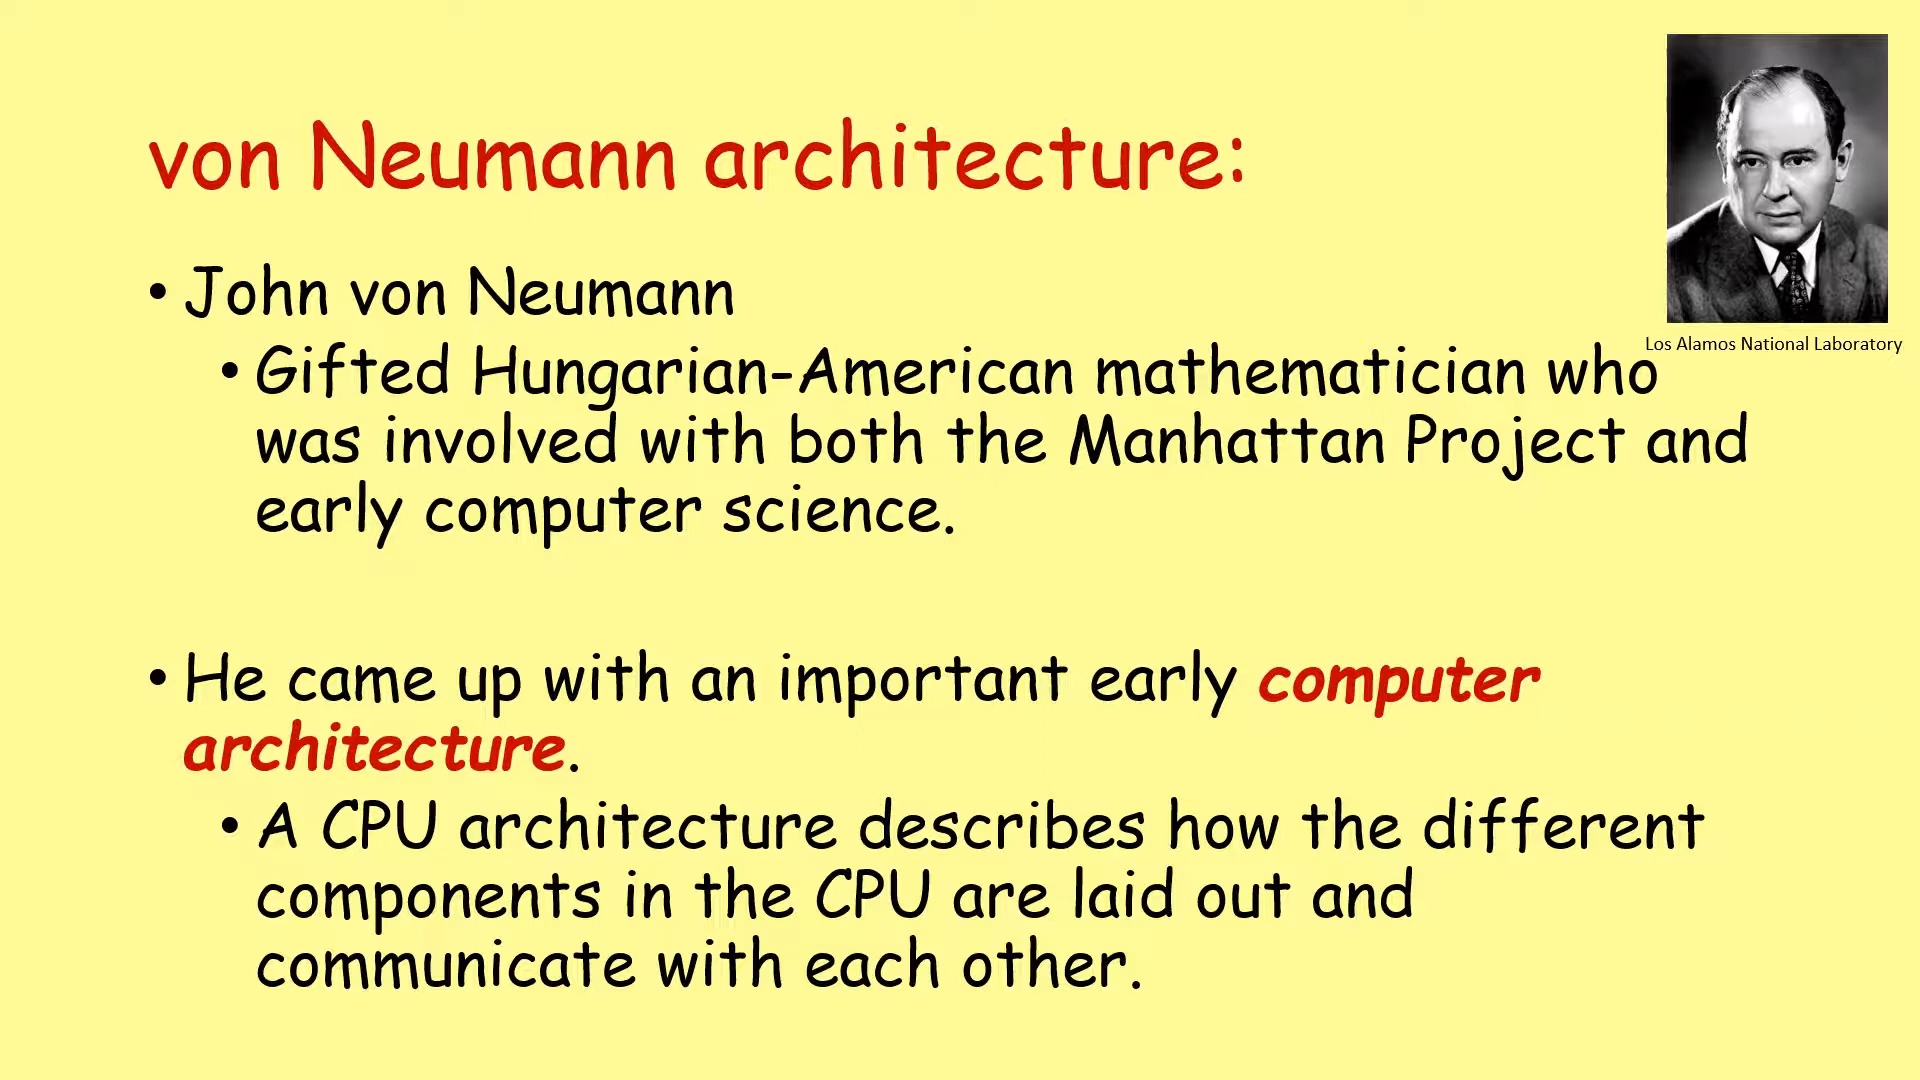 von Neumann architecture:
Los Alamos National Laboratory
• John von Neumann
• Gifted Hungarian-American mathematician who
was involved with both the Manhattan Project and
early computer science.
• He came up with an important early computer
architecture.
• A CPU architecture describes how the different
components in the CPU are laid out and
communicate with each other.